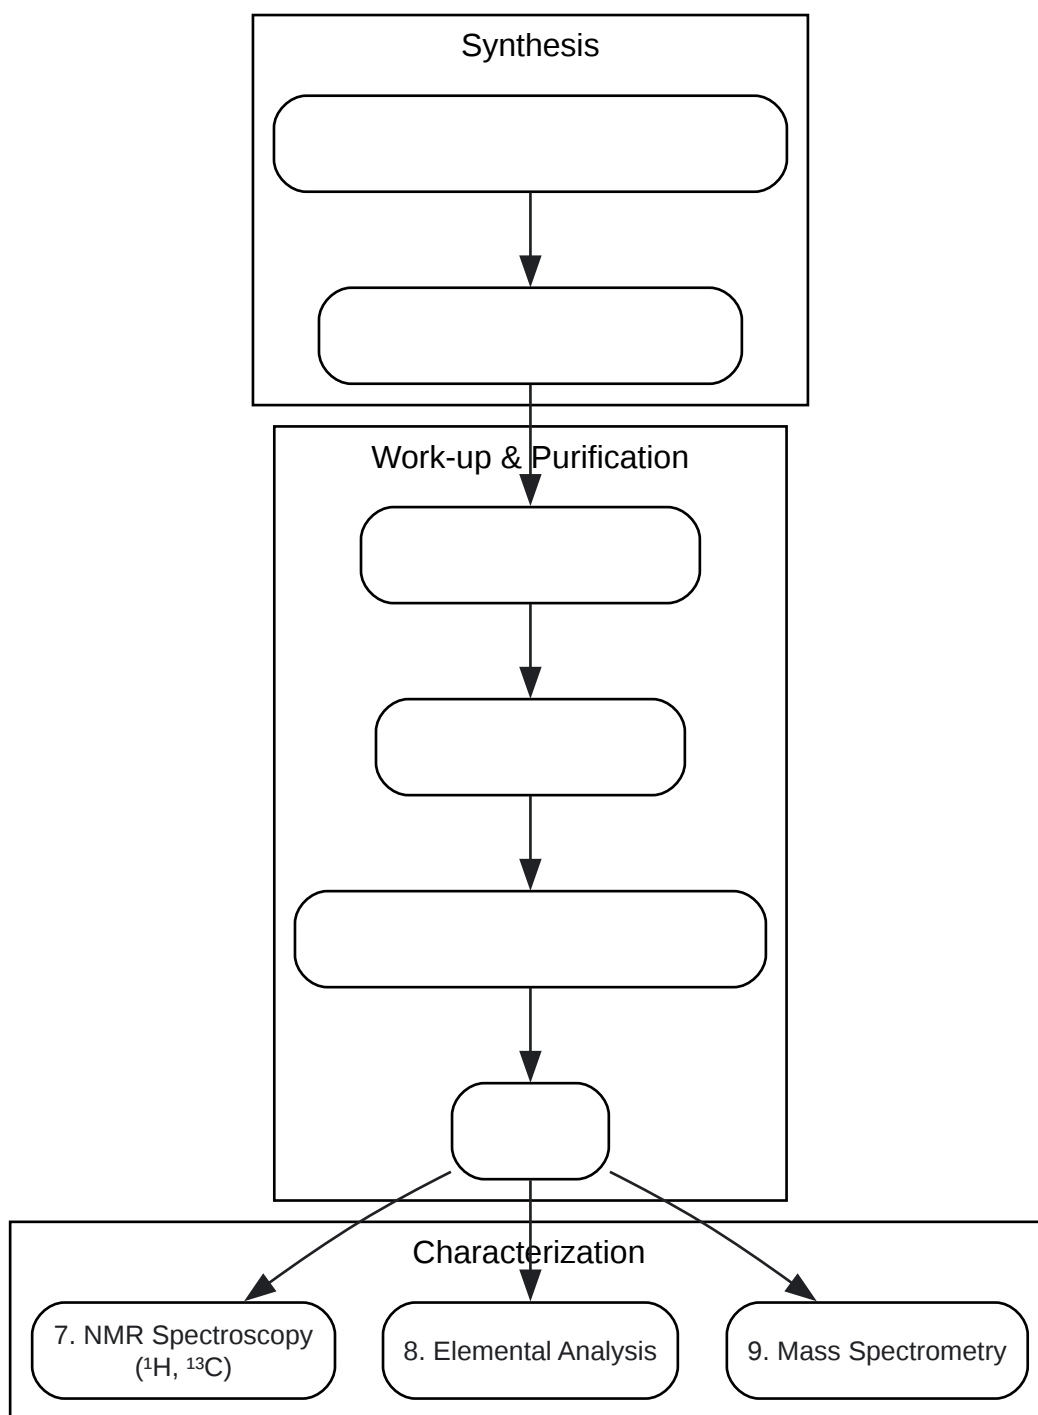 Synthesis
Work-up & Purification
Characterization
7. NMR Spectroscopy
(¹H, ¹³C)
8. Elemental Analysis
9. Mass Spectrometry